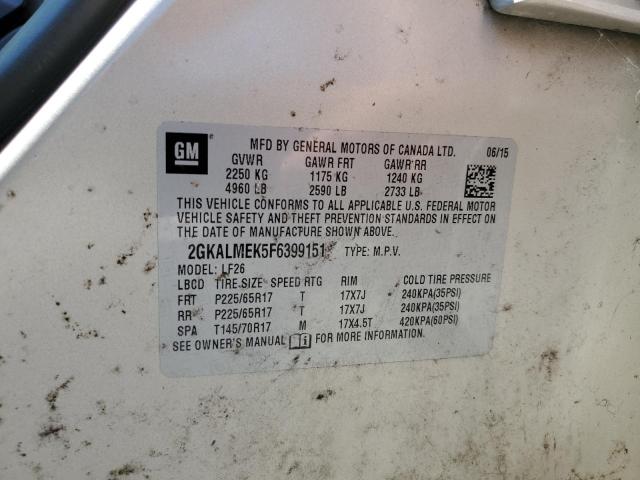 GM
MFD BY GENERAL MOTORS OF CANADA LTD. 06/15
GVWR GAWR FRT GAWR RR
2250 KG 1175 KG 1240 KG
4960 LB 2590 LB 2733 LB
THIS VEHICLE CONFORMS TO ALL APPLICABLE U.S. FEDERAL MOTOR
VEHICLE SAFETY AND THEFT PREVENTION STANDARDS IN EFFECT ON
THE DATE OF MANUFACTURE SHOWN ABOVE.
2GKALMEK5F6399151 TYPE: M.P.V.
MODEL: LF26
LBCD TIRE SIZE SPEED RTG RIM COLD TIRE PRESSURE
FRT P225/65R17 T 17X7J 240KPA(35PSI)
RR P225/65R17 T 17X7J 240KPA(35PSI)
SPA T145/70R17 M 17X4.5T 420KPA(60PSI)
SEE OWNER'S MANUAL FOR MORE INFORMATION.